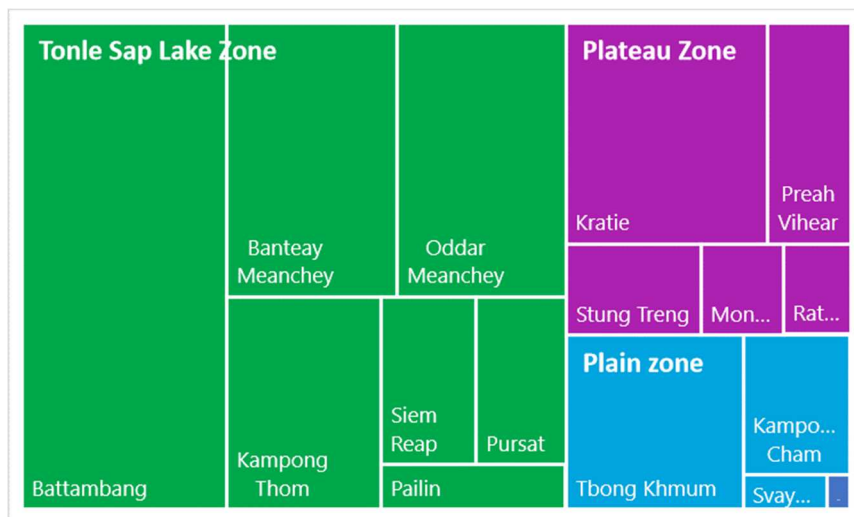 Tonle Sap Lake Zone
Battambang
Banteay
Meanchey
Oddar
Meanchey
Kampong
Thom
Siem
Reap
Pursat
Pailin
Plateau Zone
Kratie
Preah
Vihear
Stung Treng
Mon...
Rat...
Plain zone
Tbong Khmum
Kampo...
Cham
Svay...